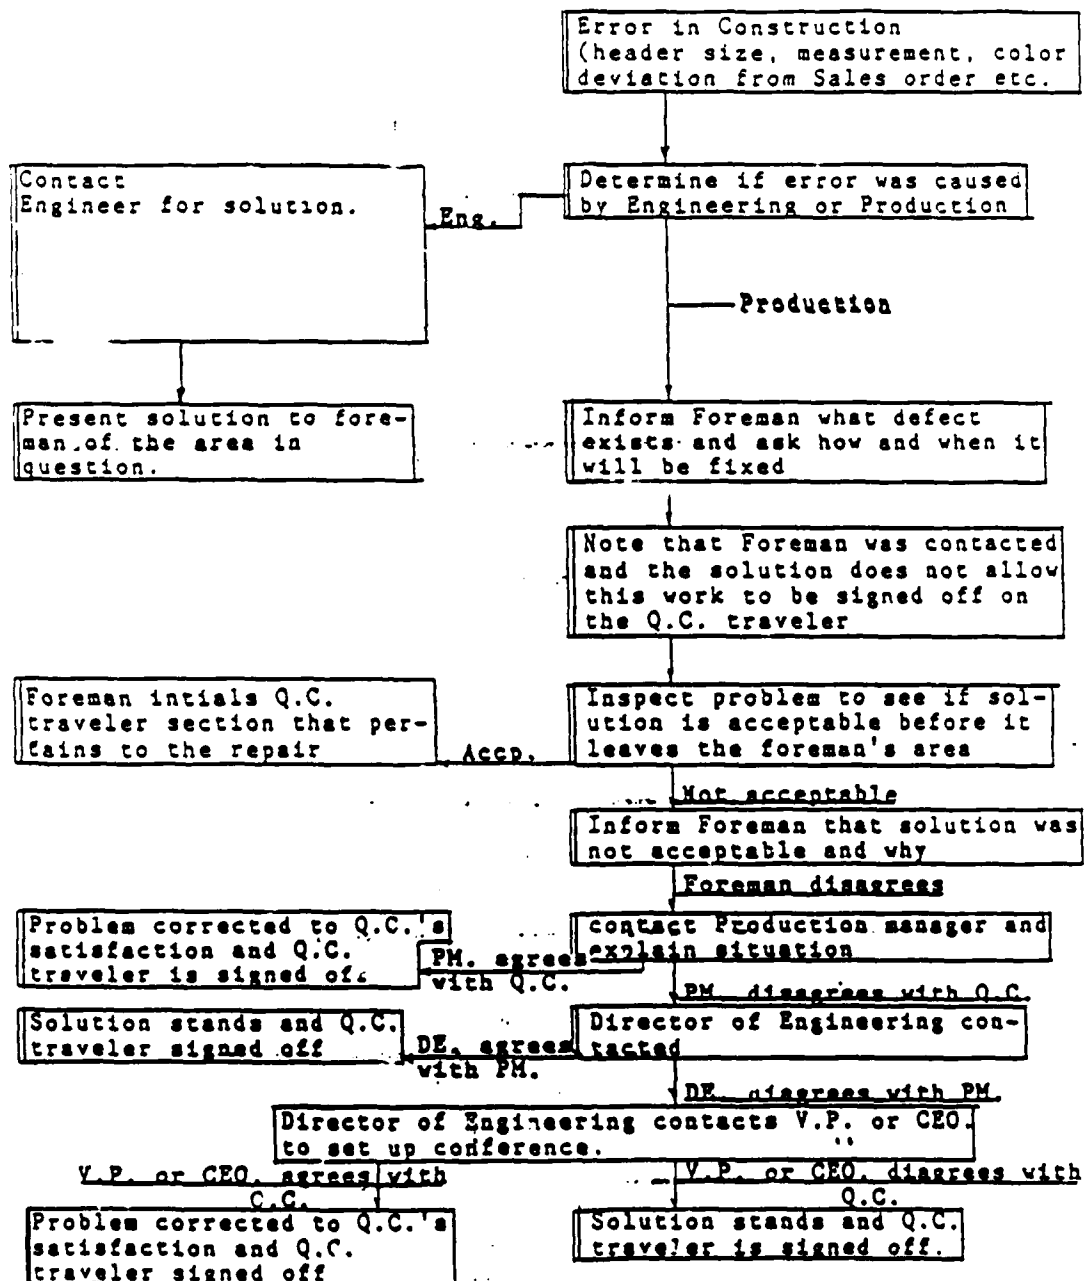 Error in Construction
(header size, measurement, color
deviation from Sales order etc.
Contact
Engineer for solution.
Determine if error was caused
by Engineering or Production
Eng.
Production
Present solution to fore-
man of the area in
question.
Inform Foreman what defect
exists and ask how and when it
will be fixed
Note that Foreman was contacted
and the solution does not allow
this work to be signed off on
the Q.C. traveler
Foreman intials Q.C.
traveler section that per-
tains to the repair
Accp.
Inspect problem to see if sol-
ution is acceptable before it
leaves the foreman's area
Not acceptable
Inform Foreman that solution was
not acceptable and why
Foreman disagrees
Problem corrected to Q.C.'s
satisfaction and Q.C.
traveler is signed off
PM. agrees
with Q.C.
contact Production manager and
explain situation
PM disagrees with Q.C.
Solution stands and Q.C.
traveler signed off
DE. agrees
with PM.
Director of Engineering con-
tacted
DE. disagrees with PM.
Director of Engineering contacts V.P. or CEO.
to set up conference.
V.P. or CEO. agrees with
C.C.
V.P. or CEO. diagrees with
Q.C.
Problem corrected to Q.C.'s
satisfaction and Q.C.
traveler signed off
Solution stands and Q.C.
traveler is signed off.